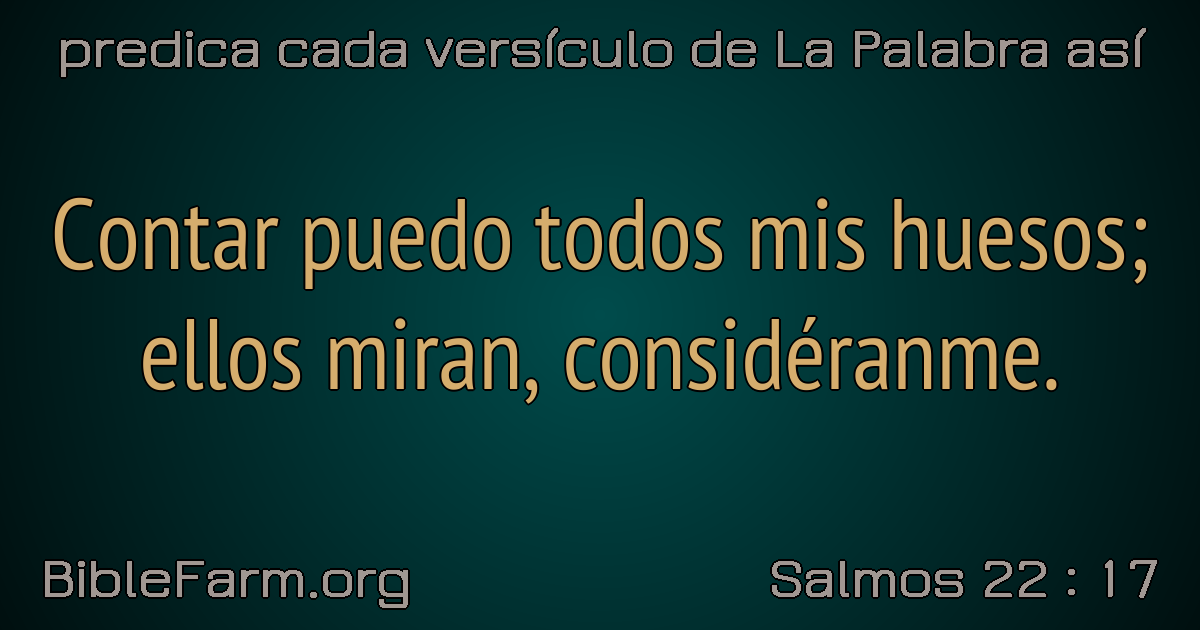 predica cada versículo de La Palabra así
Contar puedo todos mis huesos;
ellos miran, considéranme.
BibleFarm.org
Salmos 22 : 17